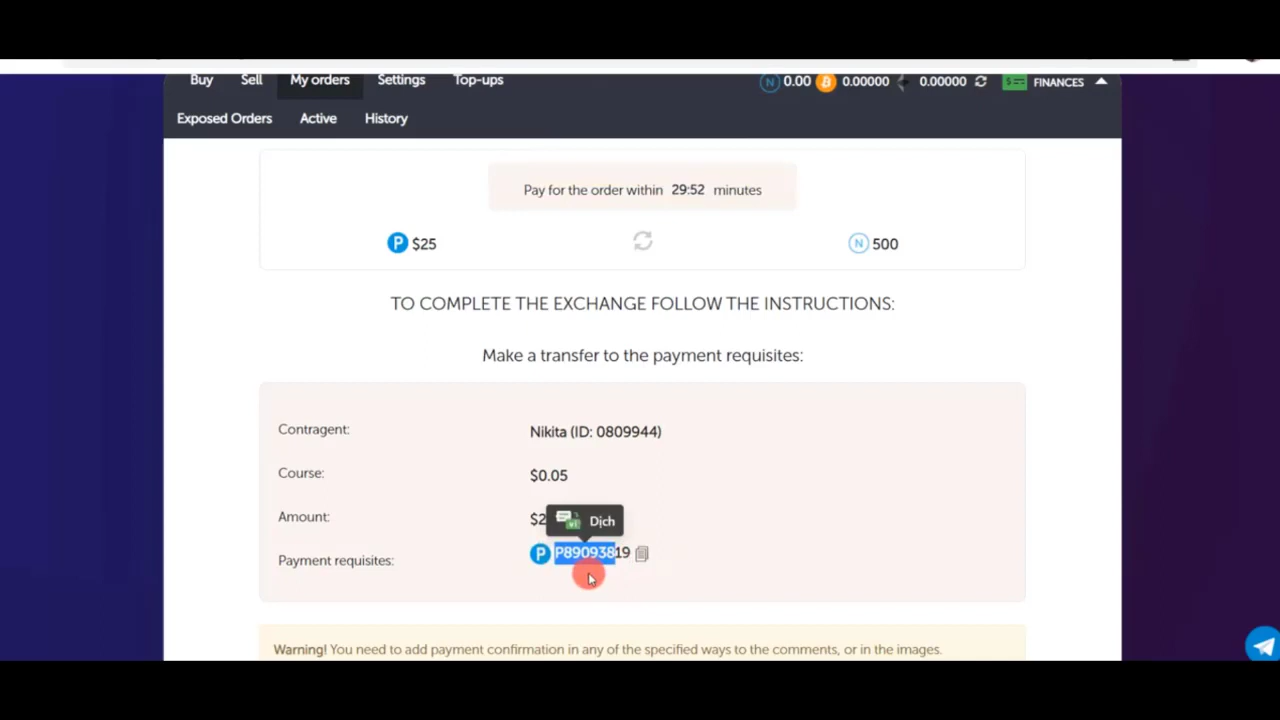 Buy Sell My orders Settings Top-ups N 0.00 0.00000 0.00000 FINANCES
Exposed Orders Active History
Pay for the order within 29:52 minutes
P $25 N 500
TO COMPLETE THE EXCHANGE FOLLOW THE INSTRUCTIONS:
Make a transfer to the payment requisites:
Contragent: Nikita (ID: 0809944)
Course: $0.05
Amount: $2
Dịch
Payment requisites: P P89093819
Warning! You need to add payment confirmation in any of the specified ways to the comments, or in the images.